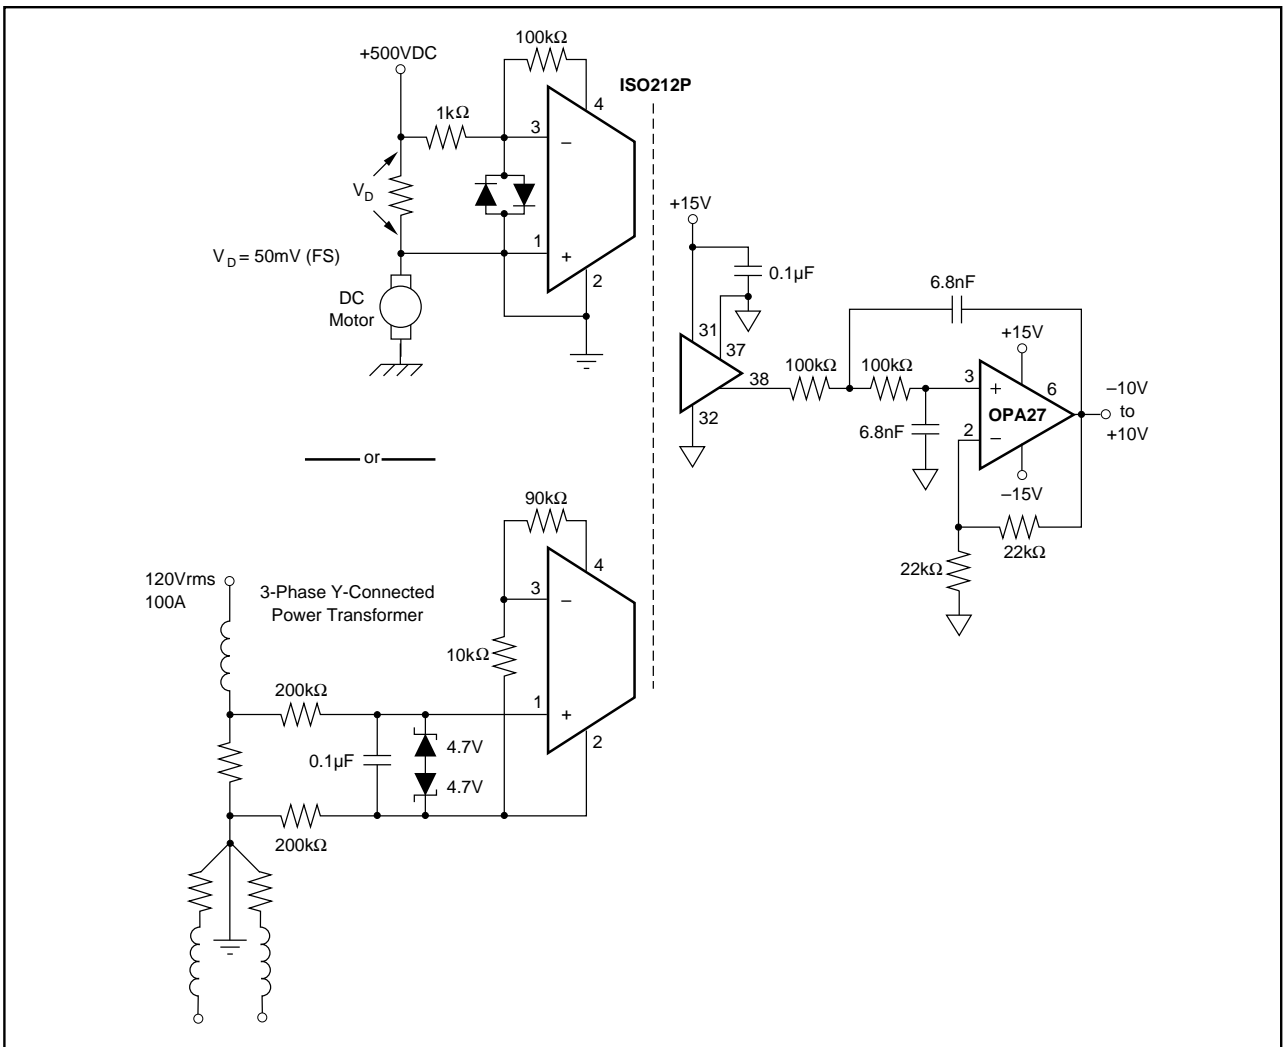 +500VDC
100kΩ
ISO212P
1kΩ
4
3
–
V_D
1
+
V_D = 50mV (FS)
2
DC
Motor
+15V
0.1µF
31
37
38
32
100kΩ
100kΩ
6.8nF
6.8nF
+15V
3
+
6
OPA27
2
–
–15V
–10V
to
+10V
22kΩ
22kΩ
or
90kΩ
4
120Vrms
100A
3-Phase Y-Connected
Power Transformer
3
–
10kΩ
200kΩ
1
+
2
0.1µF
4.7V
4.7V
200kΩ